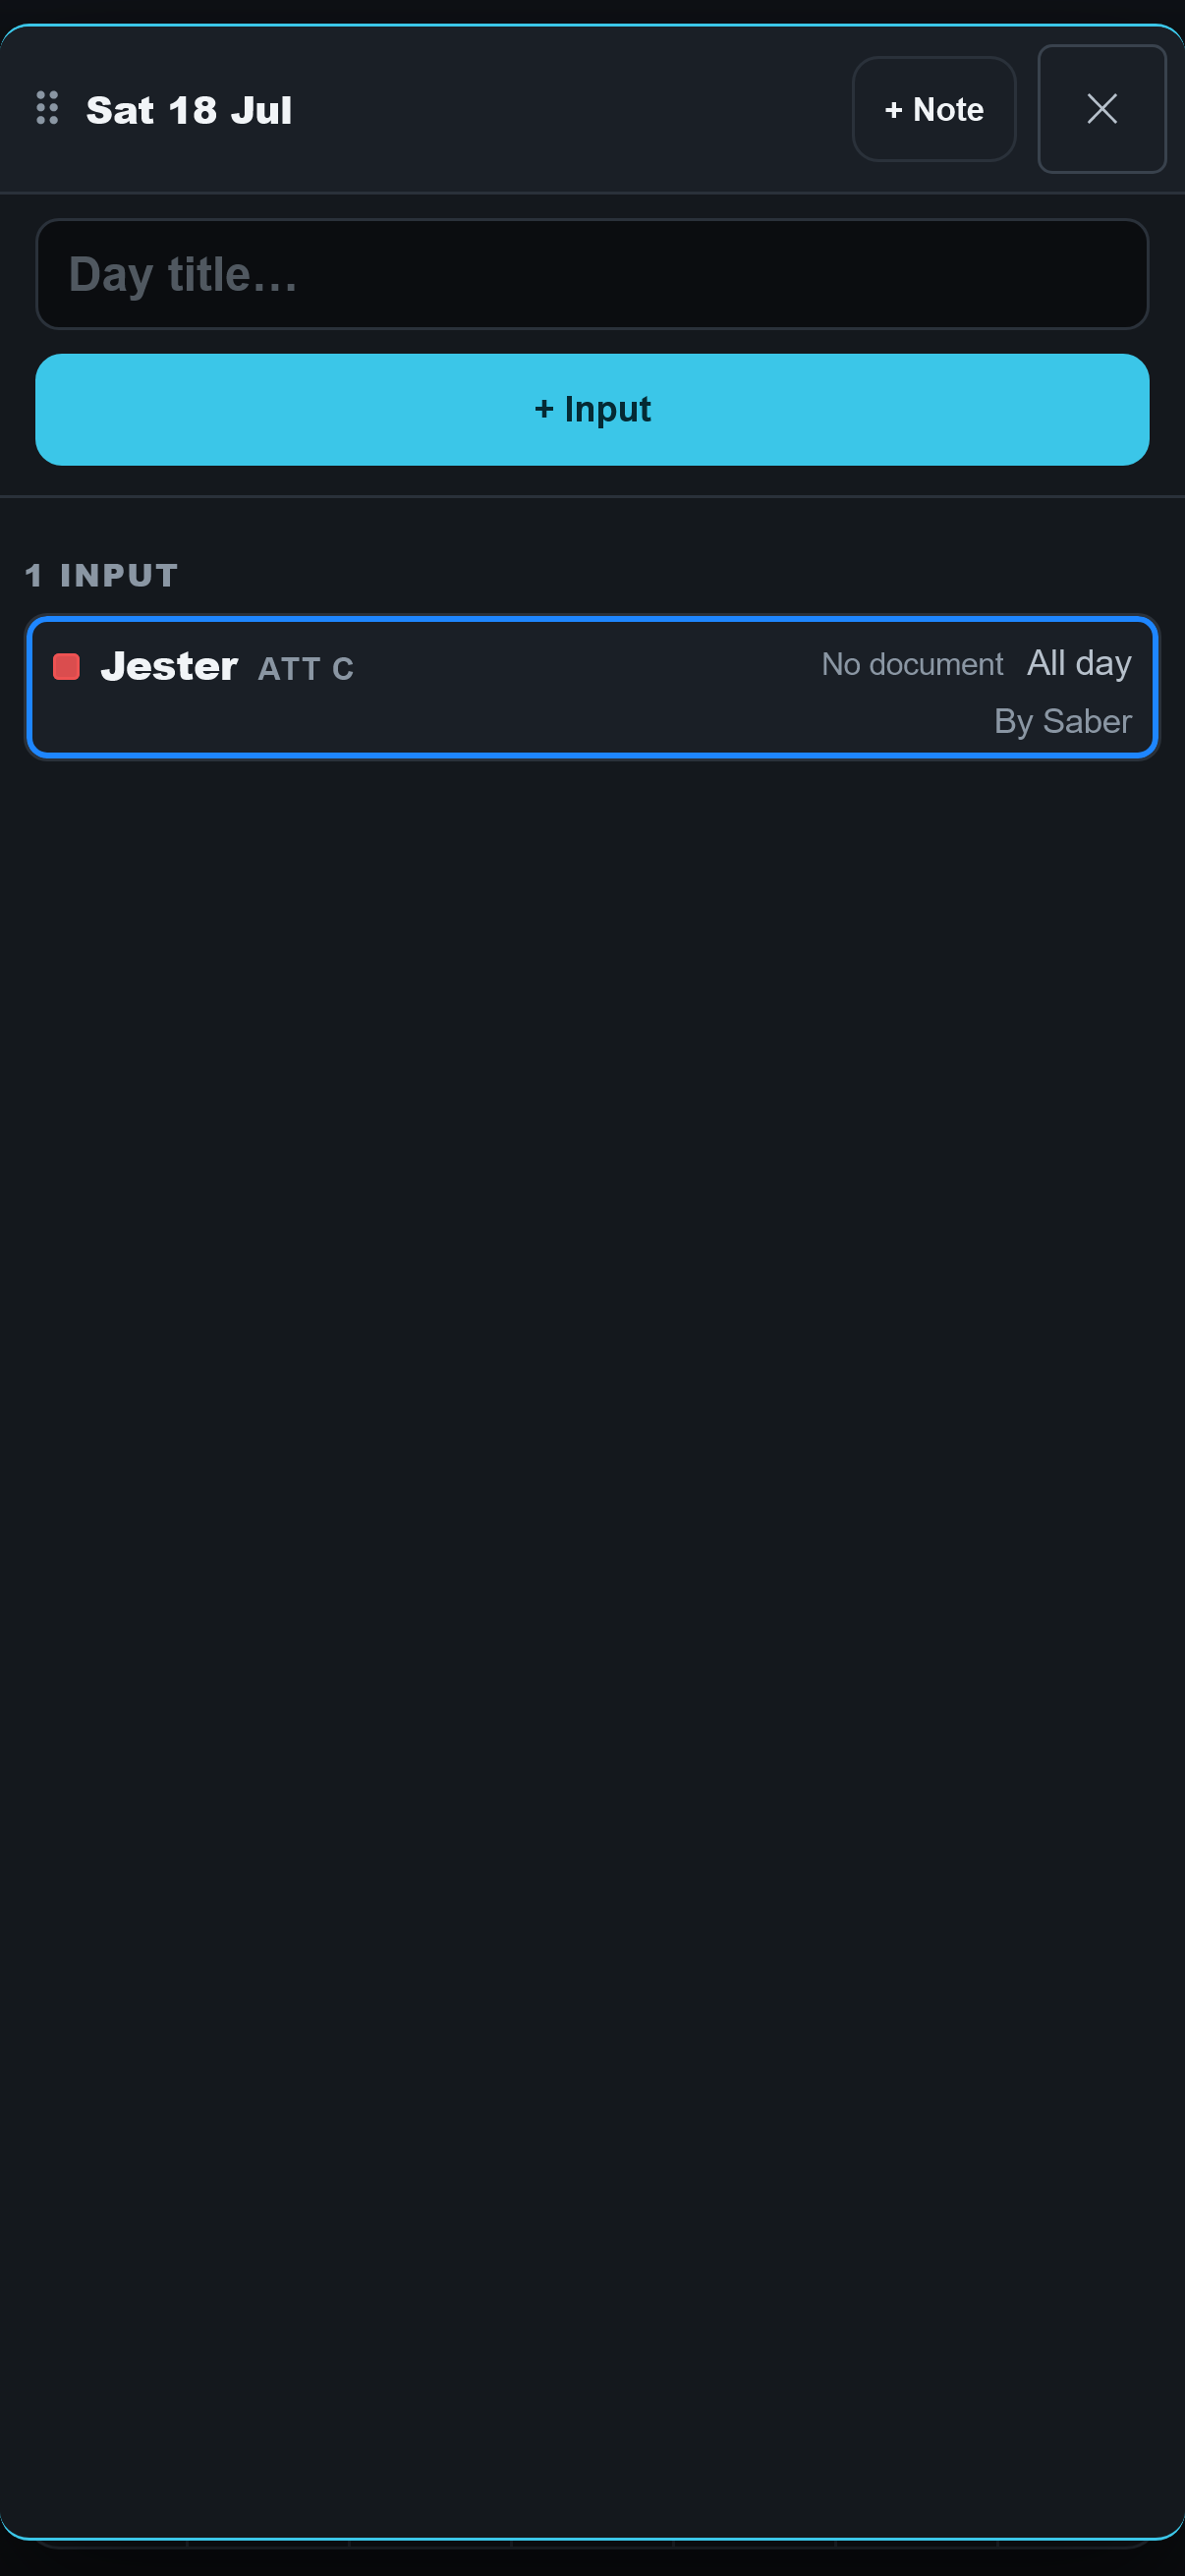 Sat 18 Jul
+ Note
Day title...
+ Input
1 INPUT
Jester ATT C No document All day
By Saber